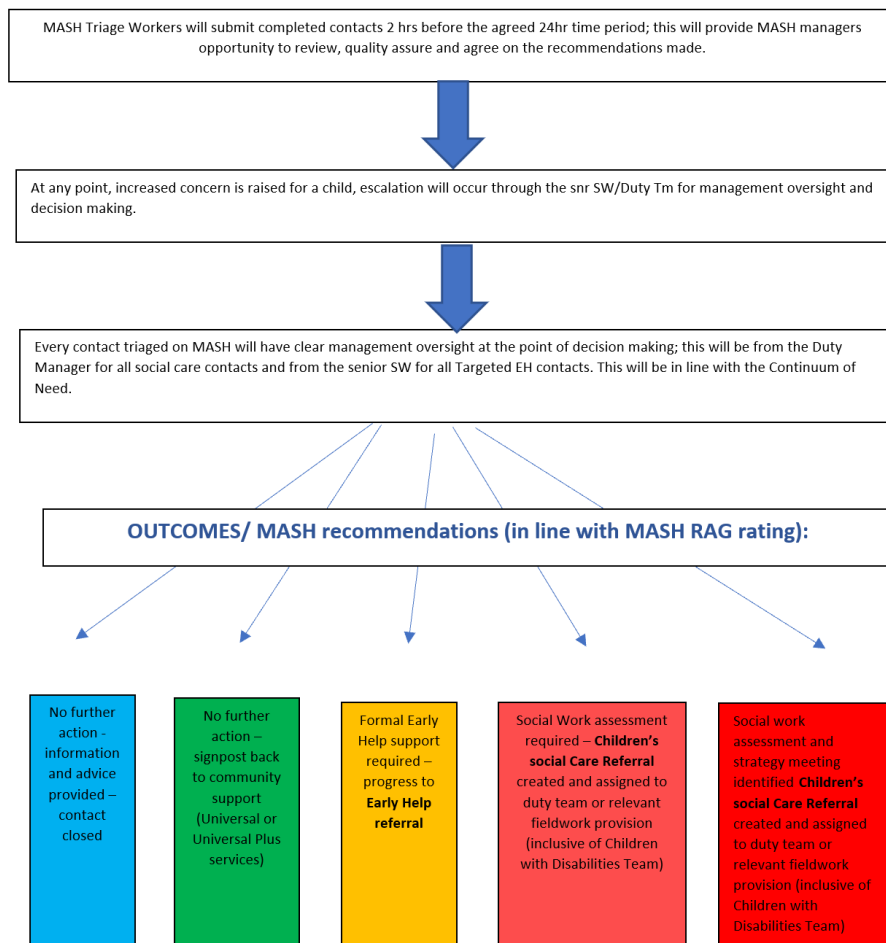 MASH Triage Workers will submit completed contacts 2 hrs before the agreed 24hr time period; this will provide MASH managers
opportunity to review, quality assure and agree on the recommendations made.
At any point, increased concern is raised for a child, escalation will occur through the snr SW/Duty Tm for management oversight and
decision making.
Every contact triaged on MASH will have clear management oversight at the point of decision making; this will be from the Duty
Manager for all social care contacts and from the senior SW for all Targeted EH contacts. This will be in line with the Continuum of
Need.
OUTCOMES/ MASH recommendations (in line with MASH RAG rating):
No further
action -
information
and advice
provided –
contact
closed
No further
action –
signpost back
to community
support
(Universal or
Universal Plus
services)
Formal Early
Help support
required –
progress to
Early Help
referral
Social Work assessment
required – Children’s
social Care Referral
created and assigned to
duty team or relevant
fieldwork provision
(inclusive of Children
with Disabilities Team)
Social work
assessment and
strategy meeting
identified Children’s
social Care Referral
created and assigned
to duty team or
relevant fieldwork
provision (inclusive of
Children with
Disabilities Team)